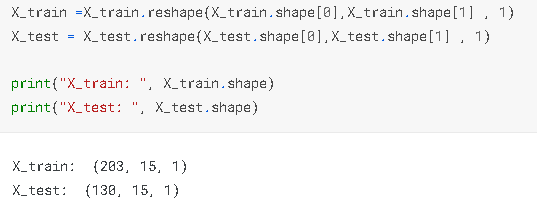 X_train =X_train.reshape(X_train.shape[0],X_train.shape[1] , 1)
X_test = X_test.reshape(X_test.shape[0],X_test.shape[1] , 1)
print("X_train: ", X_train.shape)
print("X_test: ", X_test.shape)
X_train:  (203, 15, 1)
X_test:  (130, 15, 1)